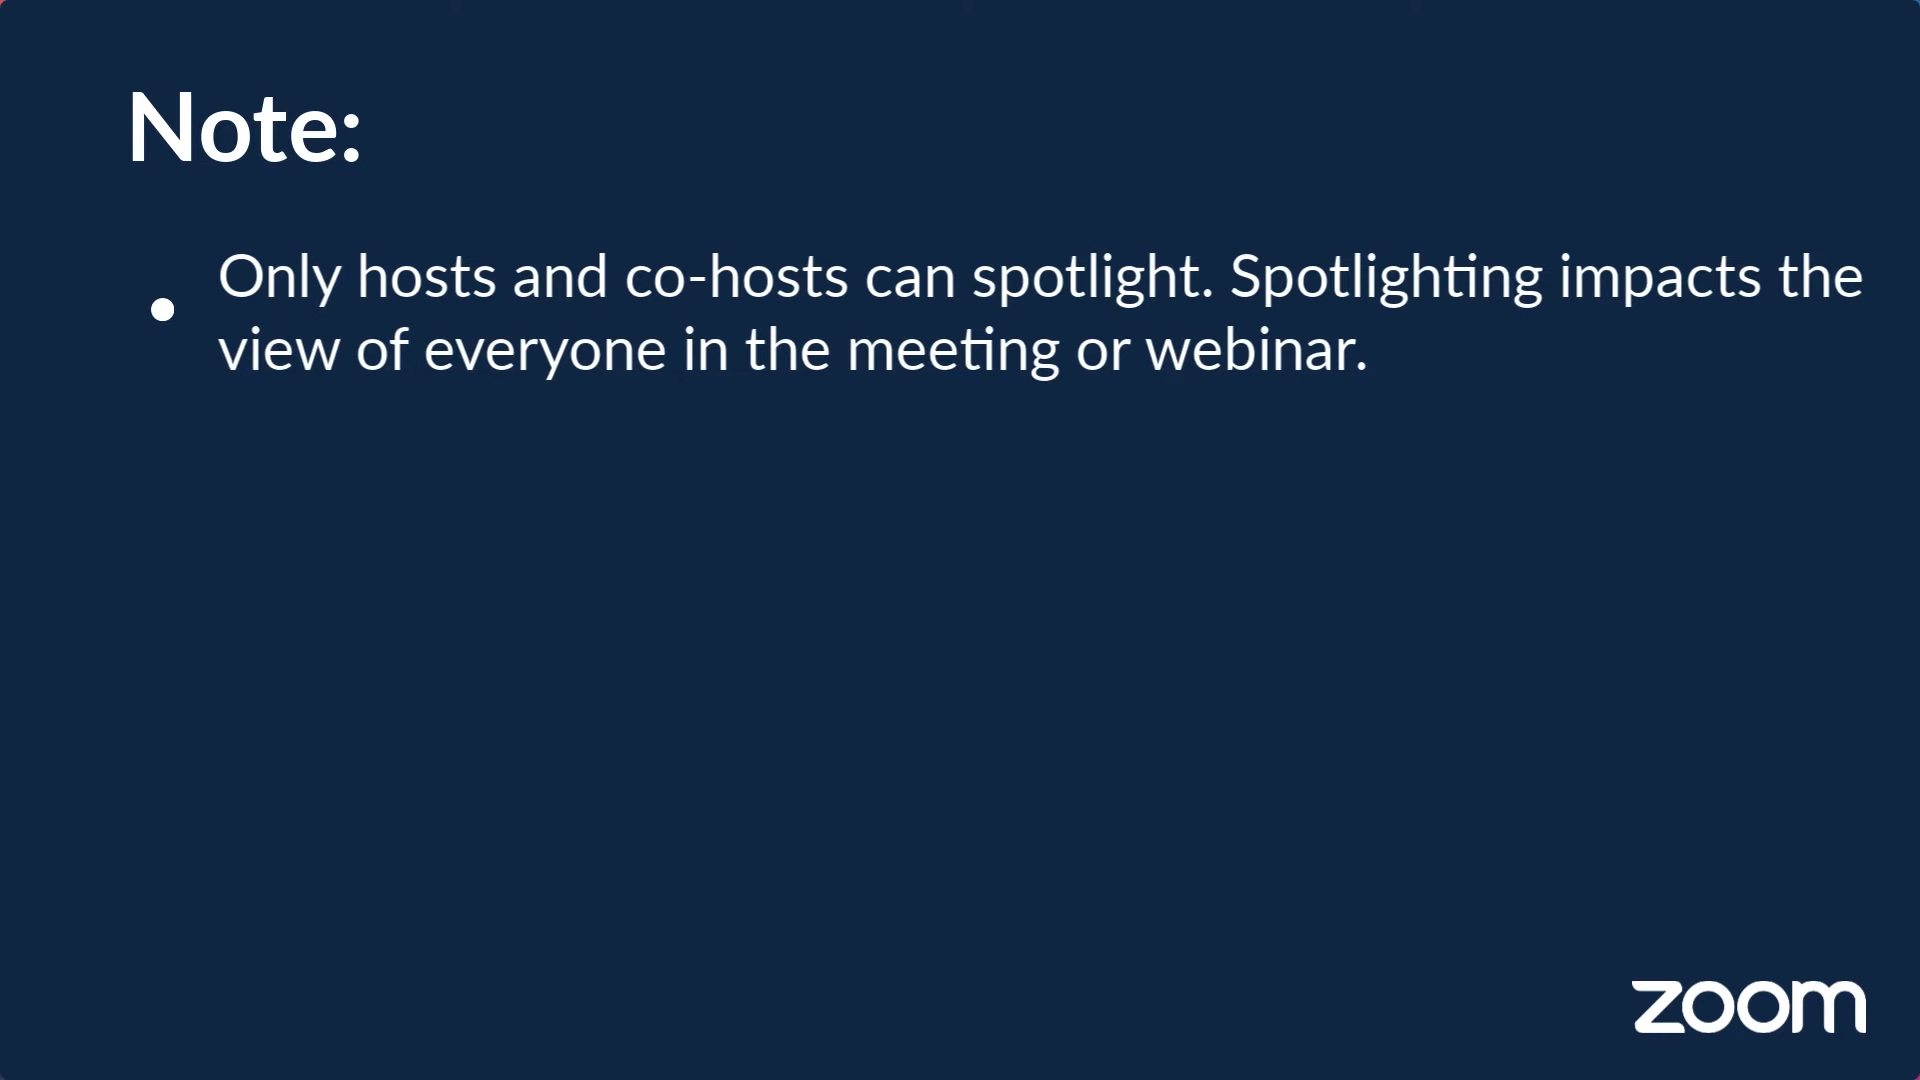 Note:
• Only hosts and co-hosts can spotlight. Spotlighting impacts the
view of everyone in the meeting or webinar.
zoom